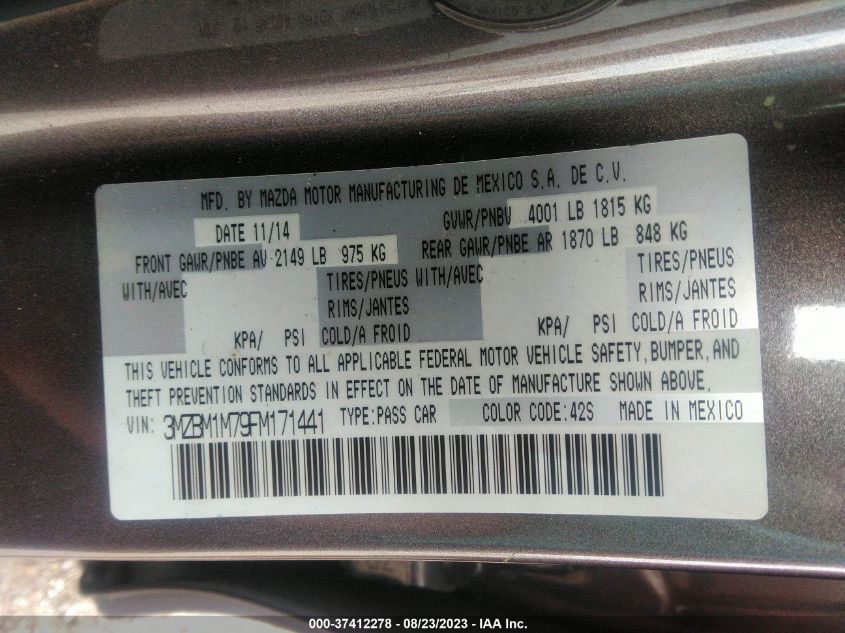 MFD. BY MAZDA MOTOR MANUFACTURING DE MEXICO S.A. DE C.V.
DATE 11/14 GVWR/PNBV 4001 LB 1815 KG
FRONT GAWR/PNBE AV 2149 LB 975 KG REAR GAWR/PNBE AR 1870 LB 848 KG
WITH/AVEC TIRES/PNEUS WITH/AVEC TIRES/PNEUS
RIMS/JANTES RIMS/JANTES
KPA/ PSI COLD/A FROID KPA/ PSI COLD/A FROID
THIS VEHICLE CONFORMS TO ALL APPLICABLE FEDERAL MOTOR VEHICLE SAFETY, BUMPER, AND
THEFT PREVENTION STANDARDS IN EFFECT ON THE DATE OF MANUFACTURE SHOWN ABOVE.
VIN: 3MZBM1M79FM171441 TYPE:PASS CAR COLOR CODE:42S MADE IN MEXICO
000-37412278 - 08/23/2023 - IAA Inc.